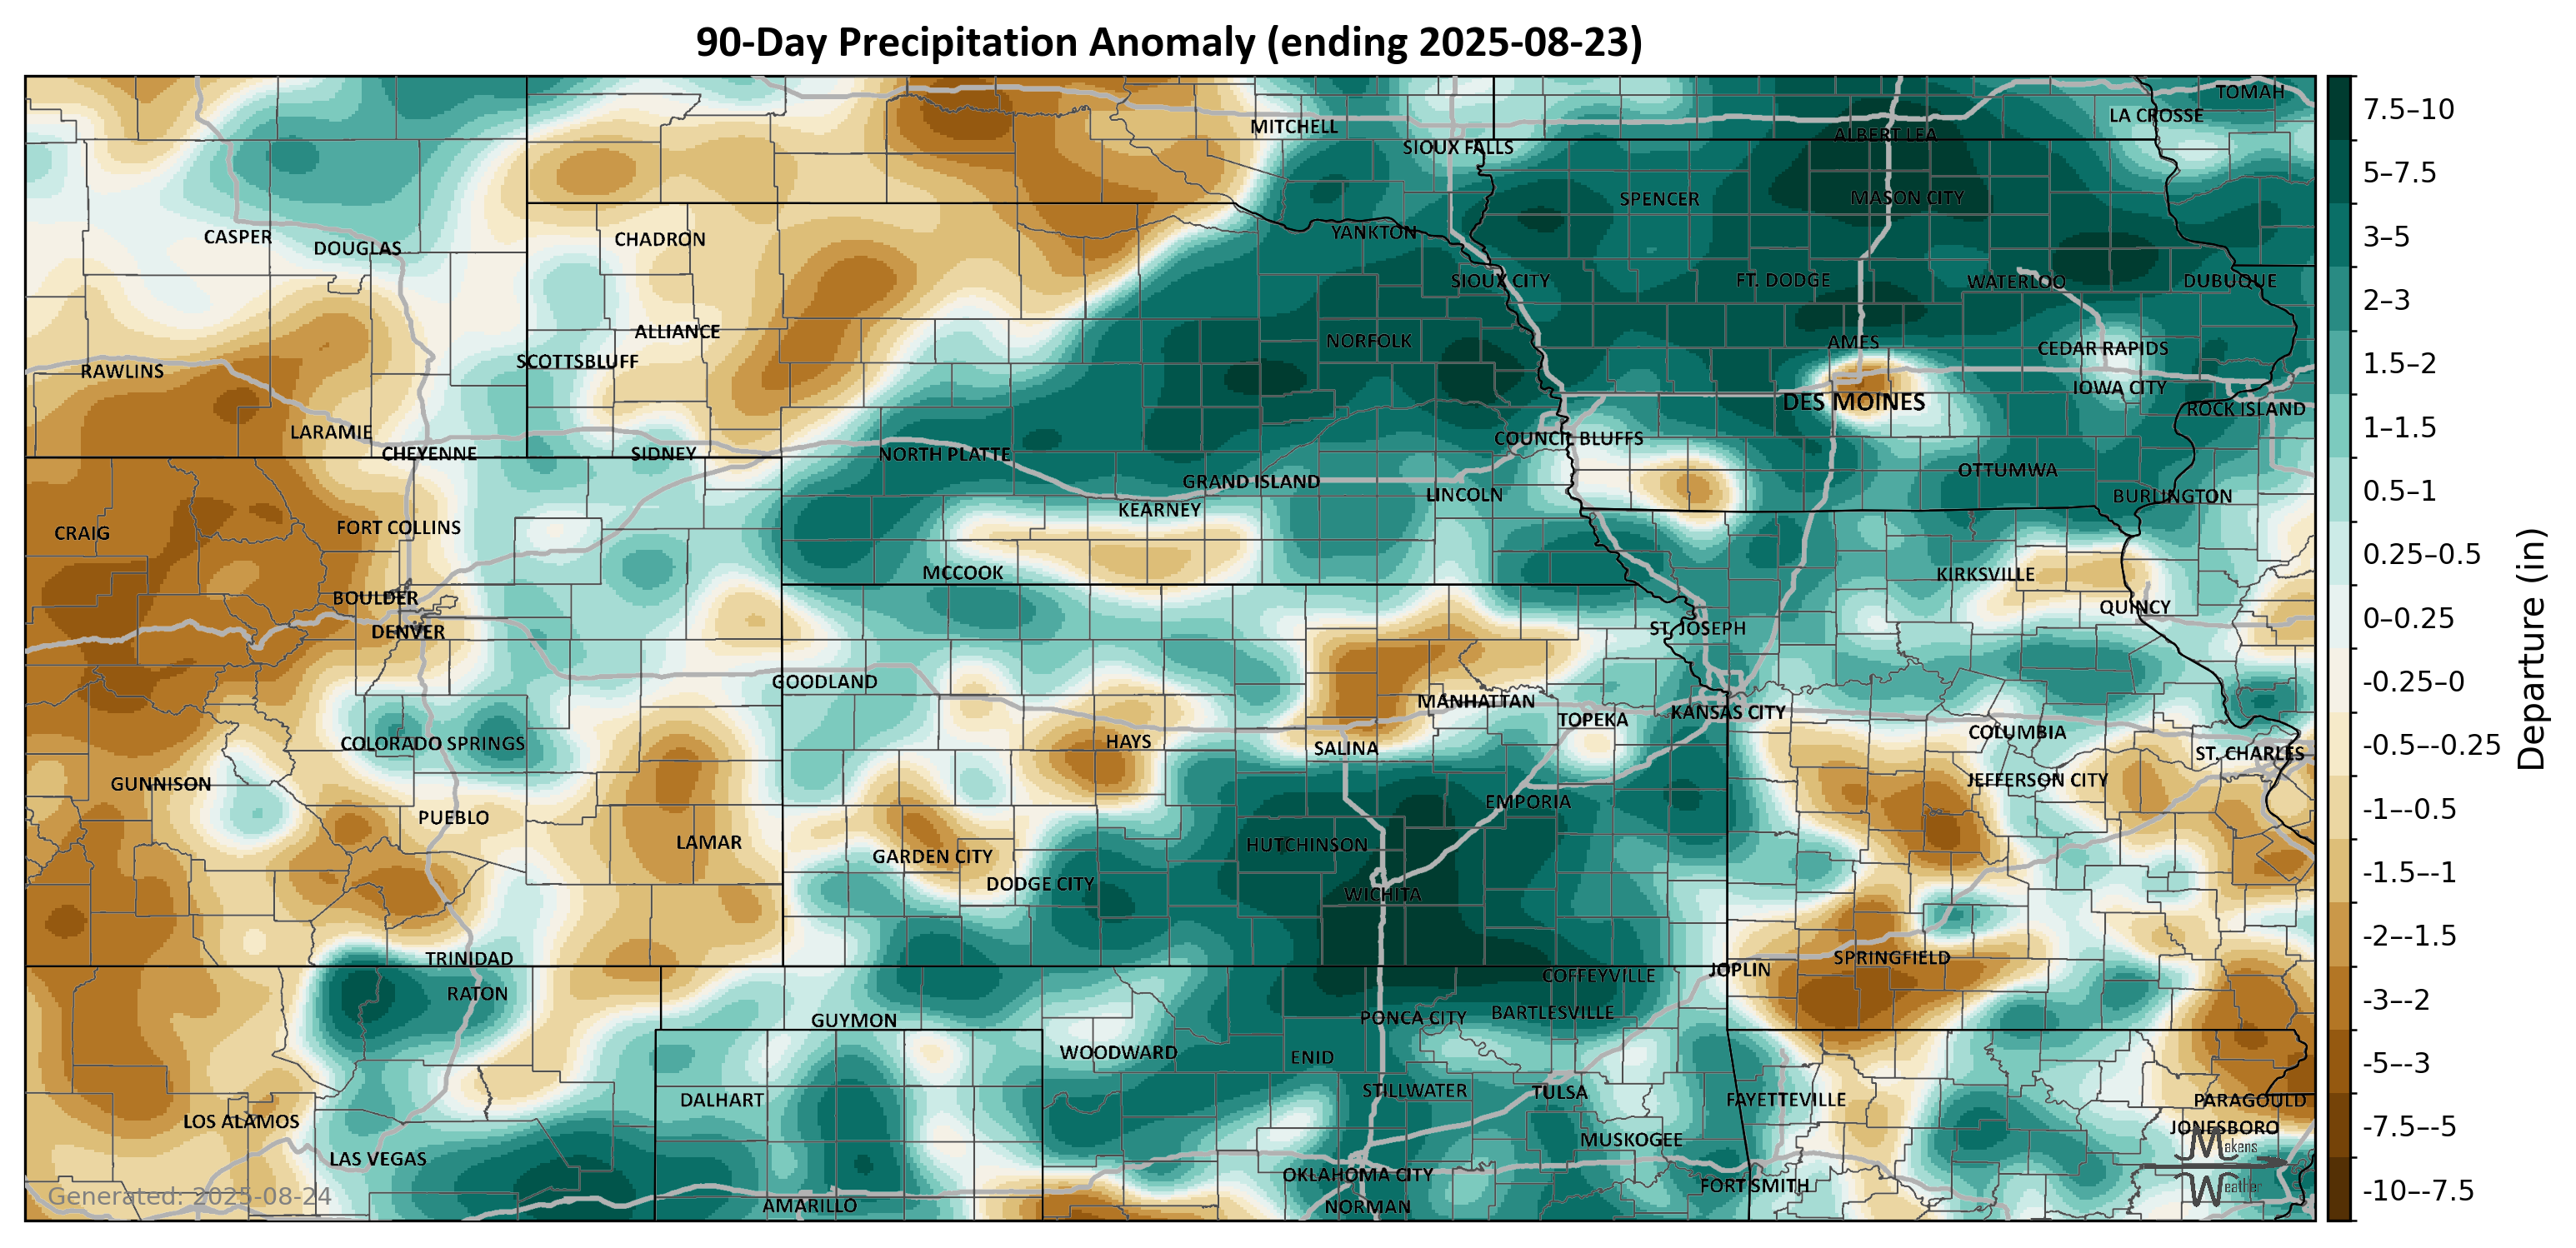 90-Day Precipitation Anomaly (ending 2025-08-23)
TOMAH
LA CROSSE
MITCHELL
ALBERT LEA
SIOUX FALLS
SPENCER
MASON CITY
CASPER
DOUGLAS
CHADRON
YANKTON
SIOUX CITY
FT. DODGE
WATERLOO
DUBUQUE
ALLIANCE
NORFOLK
AMES
CEDAR RAPIDS
SCOTTSBLUFF
RAWLINS
IOWA CITY
DES MOINES
ROCK ISLAND
LARAMIE
CHEYENNE
SIDNEY
NORTH PLATTE
COUNCIL BLUFFS
OTTUMWA
GRAND ISLAND
LINCOLN
BURLINGTON
KEARNEY
CRAIG
FORT COLLINS
MCCOOK
KIRKSVILLE
BOULDER
QUINCY
DENVER
ST. JOSEPH
GOODLAND
MANHATTAN
TOPEKA
KANSAS CITY
COLORADO SPRINGS
HAYS
SALINA
COLUMBIA
ST. CHARLES
GUNNISON
JEFFERSON CITY
EMPORIA
PUEBLO
LAMAR
HUTCHINSON
GARDEN CITY
DODGE CITY
WICHITA
TRINIDAD
SPRINGFIELD
JOPLIN
COFFEYVILLE
RATON
GUYMON
PONCA CITY
BARTLESVILLE
WOODWARD
ENID
STILLWATER
TULSA
DALHART
FAYETTEVILLE
PARAGOULD
LOS ALAMOS
JONESBORO
MUSKOGEE
LAS VEGAS
OKLAHOMA CITY
FORT SMITH
AMARILLO
NORMAN
Generated: 2025-08-24
Makens
Weather
7.5–10
5–7.5
3–5
2–3
1.5–2
1–1.5
0.5–1
0.25–0.5
0–0.25
-0.25–0
-0.5–-0.25
-1–-0.5
-1.5–-1
-2–-1.5
-3–-2
-5–-3
-7.5–-5
-10–-7.5
Departure (in)